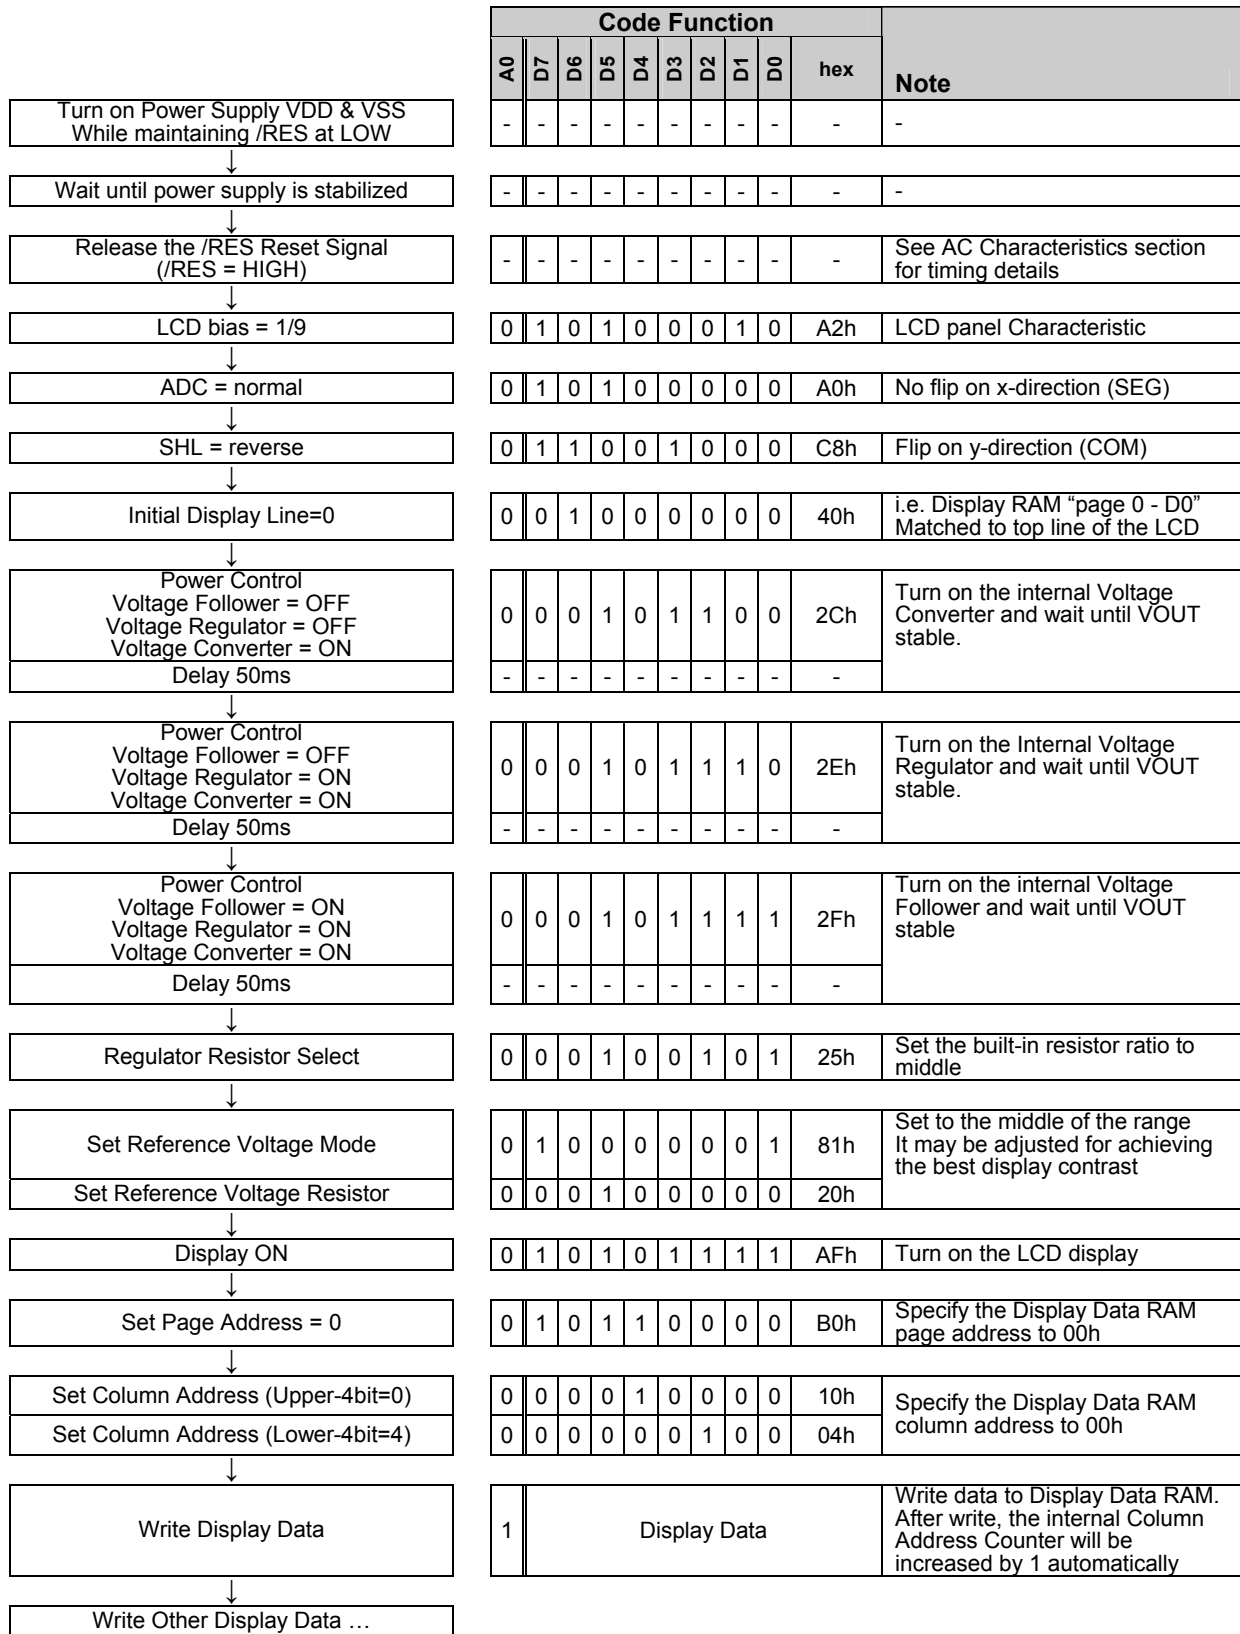 Code Function
A0 D7 D6 D5 D4 D3 D2 D1 D0 hex Note
Turn on Power Supply VDD & VSS
While maintaining /RES at LOW
- - - - - - - - - - -
↓
Wait until power supply is stabilized - - - - - - - - - - -
↓
Release the /RES Reset Signal
(/RES = HIGH)
- - - - - - - - - -
See AC Characteristics section
for timing details
↓
LCD bias = 1/9 0 1 0 1 0 0 0 1 0 A2h LCD panel Characteristic
↓
ADC = normal 0 1 0 1 0 0 0 0 0 A0h No flip on x-direction (SEG)
↓
SHL = reverse 0 1 1 0 0 1 0 0 0 C8h Flip on y-direction (COM)
↓
Initial Display Line=0 0 0 1 0 0 0 0 0 0 40h
i.e. Display RAM “page 0 - D0”
Matched to top line of the LCD
↓
Power Control
Voltage Follower = OFF
Voltage Regulator = OFF
Voltage Converter = ON
0 0 0 1 0 1 1 0 0 2Ch
Turn on the internal Voltage
Converter and wait until VOUT
stable.
Delay 50ms - - - - - - - - - -
↓
Power Control
Voltage Follower = OFF
Voltage Regulator = ON
Voltage Converter = ON
0 0 0 1 0 1 1 1 0 2Eh
Turn on the Internal Voltage
Regulator and wait until VOUT
stable.
Delay 50ms - - - - - - - - - -
↓
Power Control
Voltage Follower = ON
Voltage Regulator = ON
Voltage Converter = ON
0 0 0 1 0 1 1 1 1 2Fh
Turn on the internal Voltage
Follower and wait until VOUT
stable
Delay 50ms - - - - - - - - - -
↓
Regulator Resistor Select 0 0 0 1 0 0 1 0 1 25h
Set the built-in resistor ratio to
middle
↓
Set Reference Voltage Mode 0 1 0 0 0 0 0 0 1 81h
Set to the middle of the range
It may be adjusted for achieving
the best display contrast
Set Reference Voltage Resistor 0 0 0 1 0 0 0 0 0 20h
↓
Display ON 0 1 0 1 0 1 1 1 1 AFh Turn on the LCD display
↓
Set Page Address = 0 0 1 0 1 1 0 0 0 0 B0h
Specify the Display Data RAM
page address to 00h
↓
Set Column Address (Upper-4bit=0) 0 0 0 0 1 0 0 0 0 10h
Set Column Address (Lower-4bit=4) 0 0 0 0 0 0 1 0 0 04h
Specify the Display Data RAM
column address to 00h
↓
Write Display Data 1 Display Data
Write data to Display Data RAM.
After write, the internal Column
Address Counter will be
increased by 1 automatically
↓
Write Other Display Data …